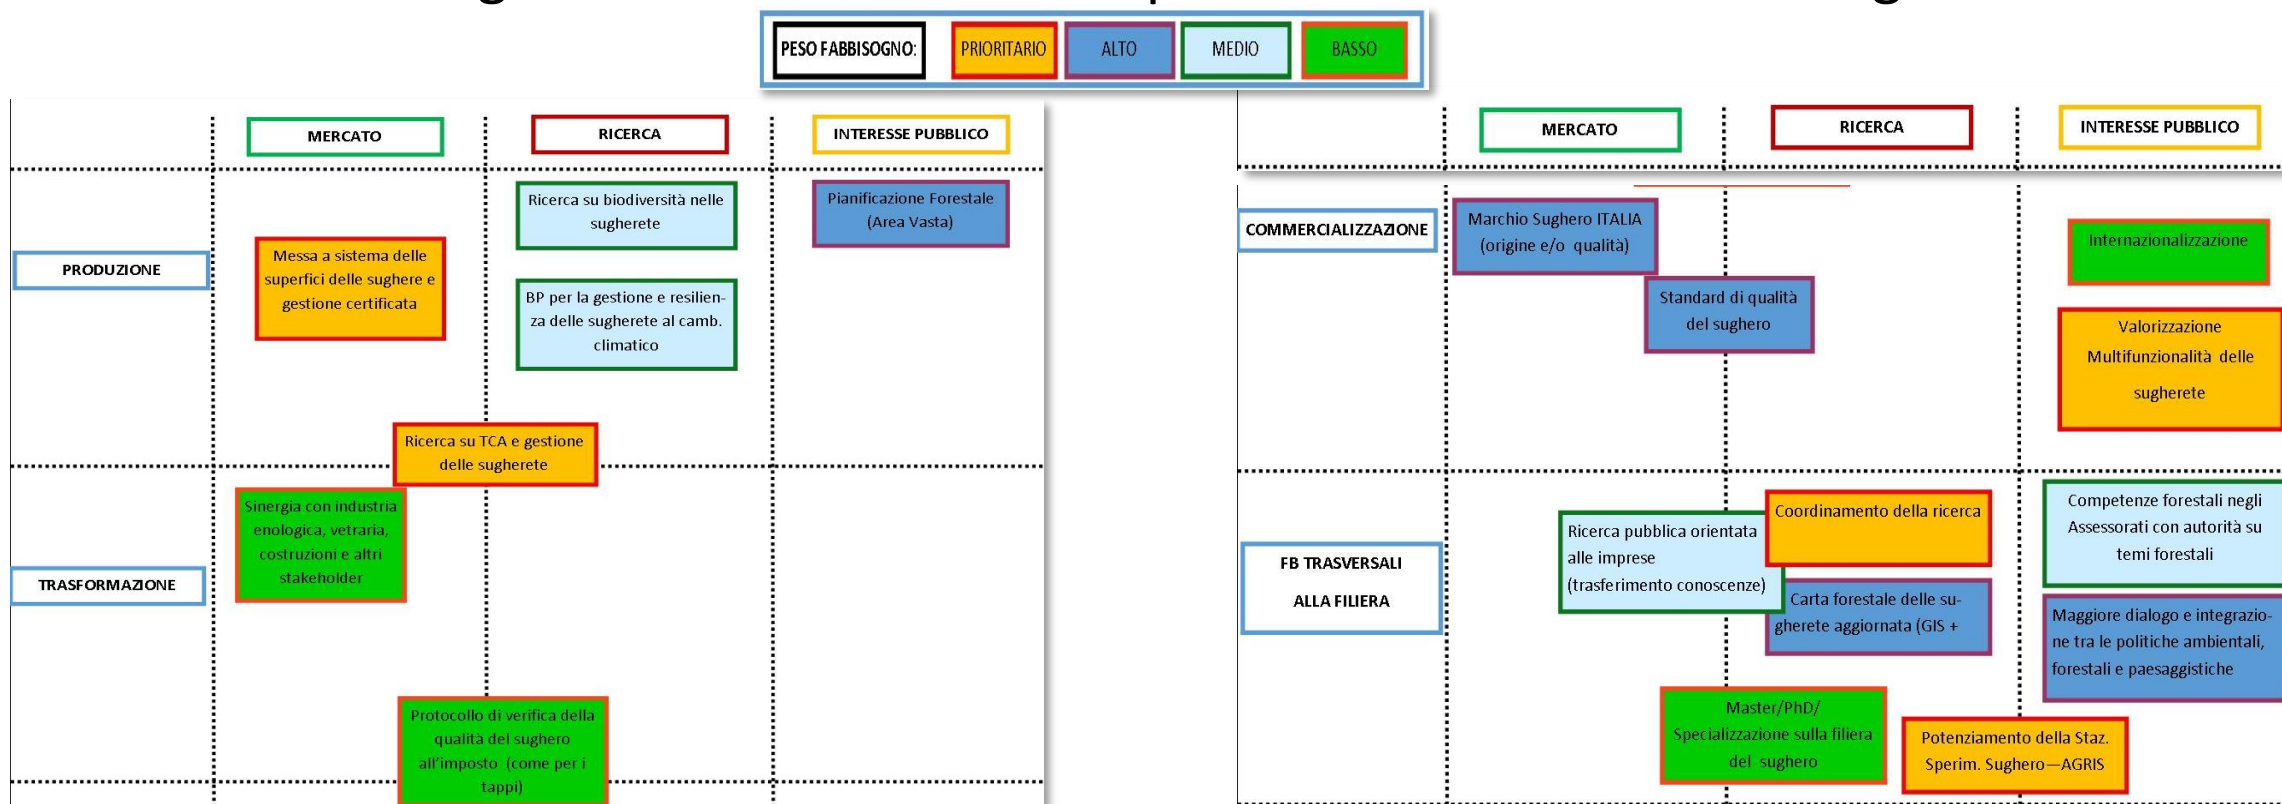 PESO FABBISOGNO:
PRIORITARIO
ALTO
MEDIO
BASSO
MERCATO
RICERCA
INTERESSE PUBBLICO
PRODUZIONE
Messa a sistema delle
superfici delle sughere e
gestione certificata
Ricerca su biodiversità nelle
sugherete
BP per la gestione e resilien-
za delle sugherete al camb.
climatico
Pianificazione Forestale
(Area Vasta)
Ricerca su TCA e gestione
delle sugherete
TRASFORMAZIONE
Sinergia con industria
enologica, vetraria,
costruzioni e altri
stakeholder
Protocollo di verifica della
qualità del sughero
all’imposto (come per i
tappi)
MERCATO
RICERCA
INTERESSE PUBBLICO
COMMERCIALIZZAZIONE
Marchio Sughero ITALIA
(origine e/o qualità)
Standard di qualità
del sughero
Internazionalizzazione
Valorizzazione
Multifunzionalità delle
sugherete
FB TRASVERSALI
ALLA FILIERA
Ricerca pubblica orientata
alle imprese
(trasferimento conoscenze)
Coordinamento della ricerca
Carta forestale delle su-
gherete aggiornata (GIS +
Competenze forestali negli
Assessorati con autorità su
temi forestali
Maggiore dialogo e integrazio-
ne tra le politiche ambientali,
forestali e paesaggistiche
Master/PhD/
Specializzazione sulla filiera
del sughero
Potenziamento della Staz.
Sperim. Sughero—AGRIS